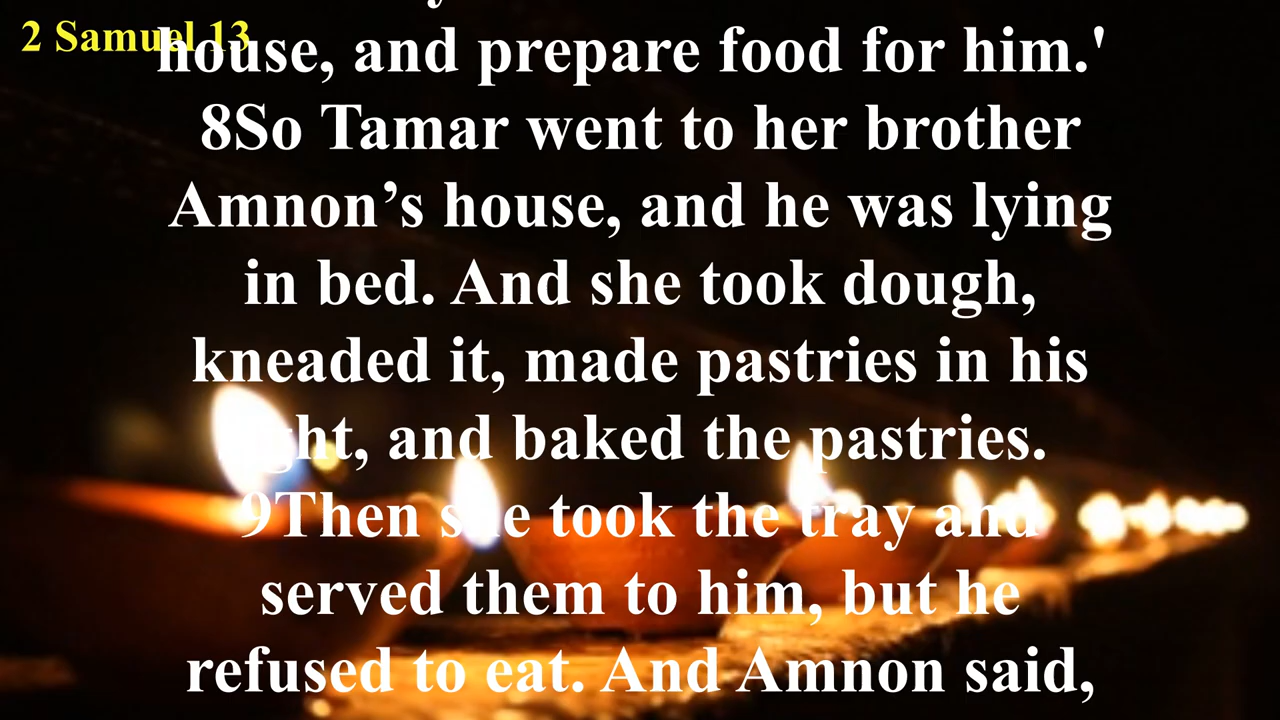 2 Samuel 13
house, and prepare food for him.'
8So Tamar went to her brother
Amnon’s house, and he was lying
in bed. And she took dough,
kneaded it, made pastries in his
sight, and baked the pastries.
9Then she took the tray and
served them to him, but he
refused to eat. And Amnon said,